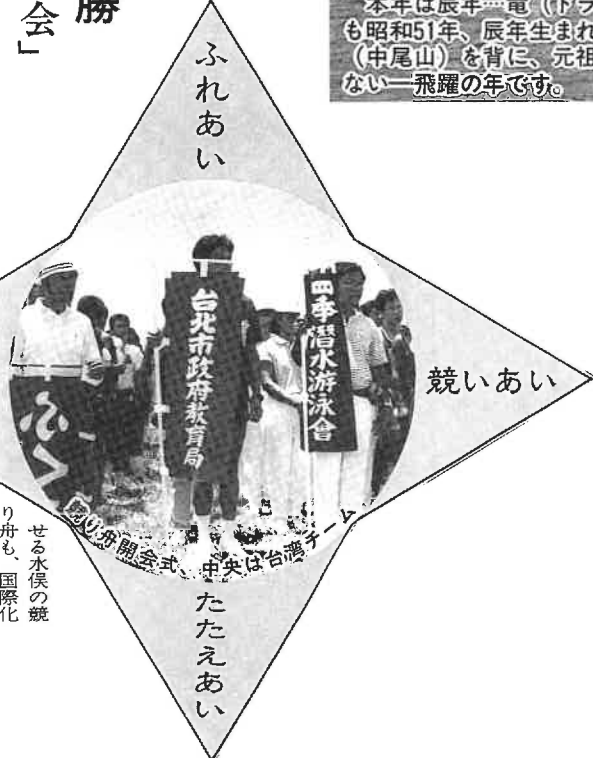 勝
会」
本年は辰年…竜（ドラ
も昭和51年、辰年生まれ
（中尾山）を背に、元祖
ない―飛躍の年です。
ふれあい
競いあい
台北市政府教育局
四季潜水游泳會
競り舟開会式 中央は台湾チーム
たたえあい
せる水俣の競
り舟も、国際化